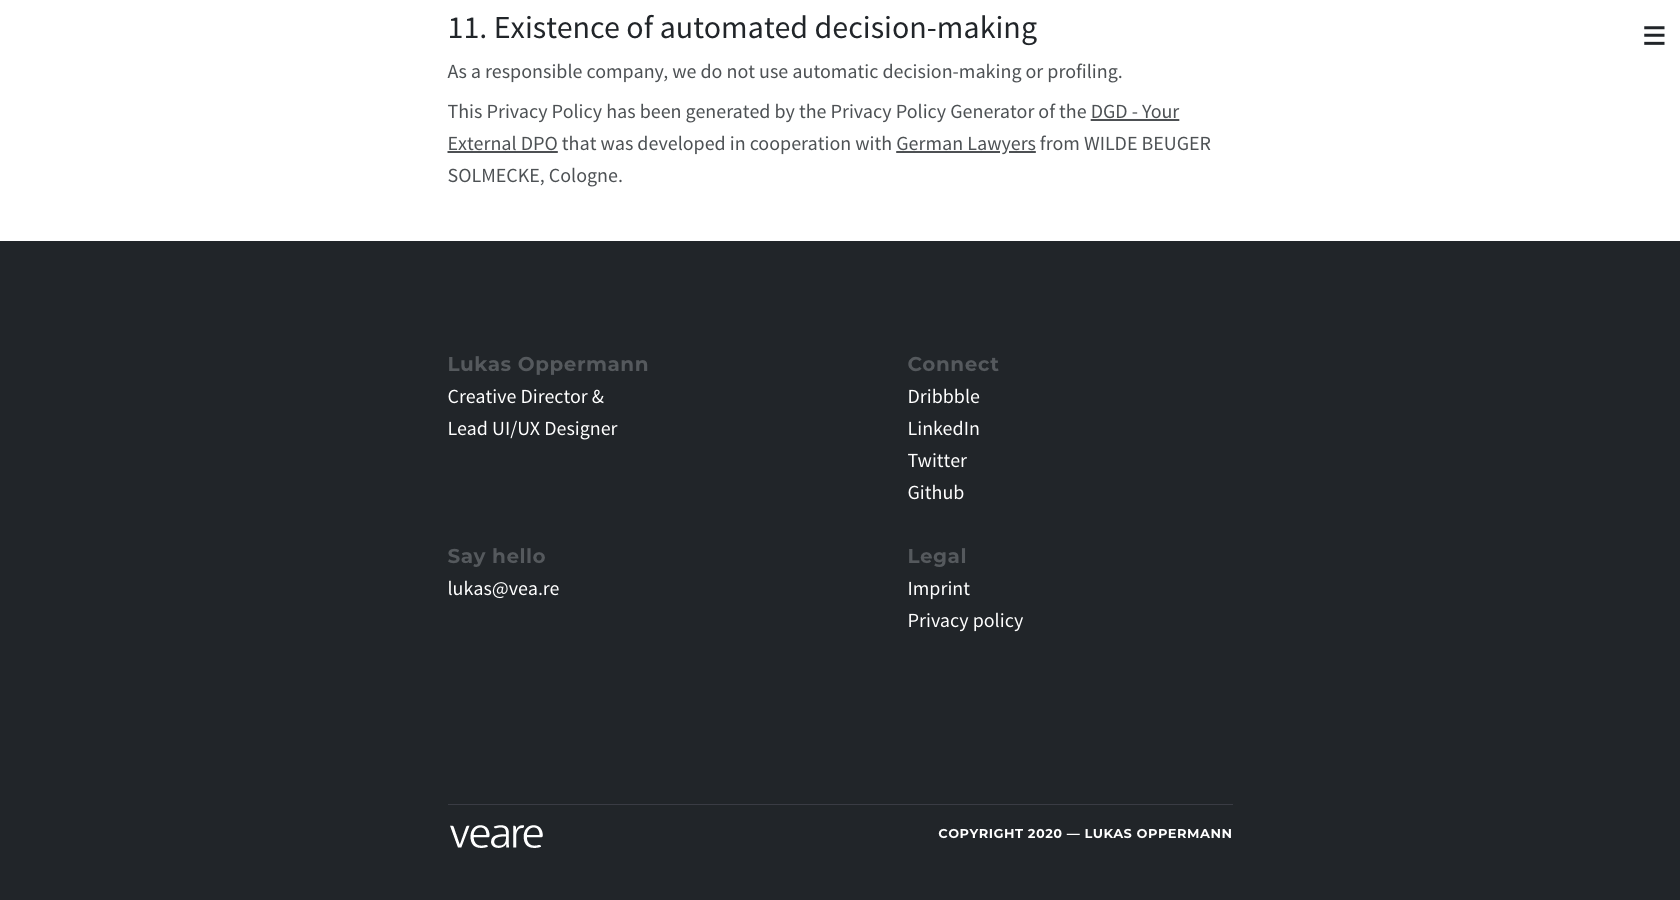 11. Existence of automated decision-making
As a responsible company, we do not use automatic decision-making or profiling.
This Privacy Policy has been generated by the Privacy Policy Generator of the DGD - Your
External DPO that was developed in cooperation with German Lawyers from WILDE BEUGER
SOLMECKE, Cologne.
Lukas Oppermann
Creative Director &
Lead UI/UX Designer
Connect
Dribbble
LinkedIn
Twitter
Github
Say hello
lukas@vea.re
Legal
Imprint
Privacy policy
veare
COPYRIGHT 2020 — LUKAS OPPERMANN